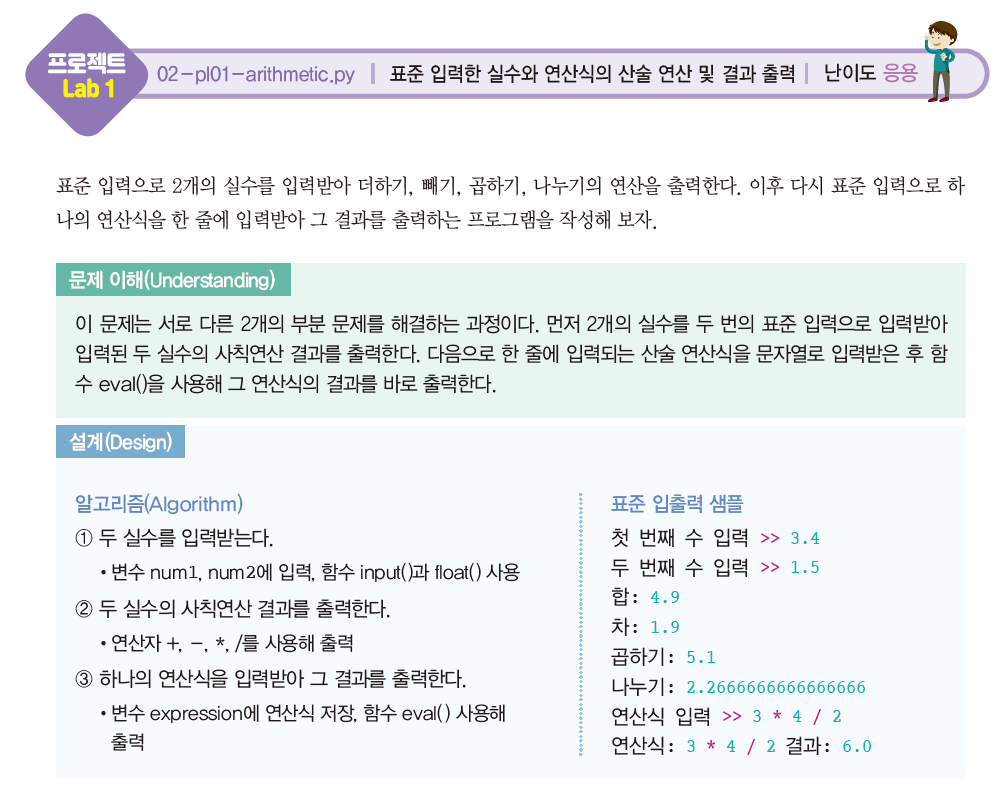 프로젝트
Lab 1
02-pl01-arithmetic.py | 표준 입력한 실수와 연산식의 산술 연산 및 결과 출력 | 난이도 응용
표준 입력으로 2개의 실수를 입력받아 더하기, 빼기, 곱하기, 나누기의 연산을 출력한다. 이후 다시 표준 입력으로 하
나의 연산식을 한 줄에 입력받아 그 결과를 출력하는 프로그램을 작성해 보자.
문제 이해(Understanding)
이 문제는 서로 다른 2개의 부분 문제를 해결하는 과정이다. 먼저 2개의 실수를 두 번의 표준 입력으로 입력받아
입력된 두 실수의 사칙연산 결과를 출력한다. 다음으로 한 줄에 입력되는 산술 연산식을 문자열로 입력받은 후 함
수 eval()을 사용해 그 연산식의 결과를 바로 출력한다.
설계(Design)
알고리즘(Algorithm)
① 두 실수를 입력받는다.
• 변수 num1, num2에 입력, 함수 input()과 float() 사용
② 두 실수의 사칙연산 결과를 출력한다.
• 연산자 +, -, *, /를 사용해 출력
③ 하나의 연산식을 입력받아 그 결과를 출력한다.
• 변수 expression에 연산식 저장, 함수 eval( ) 사용해
출력
표준 입출력 샘플
첫 번째 수 입력 >> 3.4
두 번째 수 입력 >> 1.5
합: 4.9
차: 1.9
곱하기: 5.1
나누기: 2.2666666666666666
연산식 입력 >> 3 * 4 / 2
연산식: 3 * 4 / 2 결과: 6.0